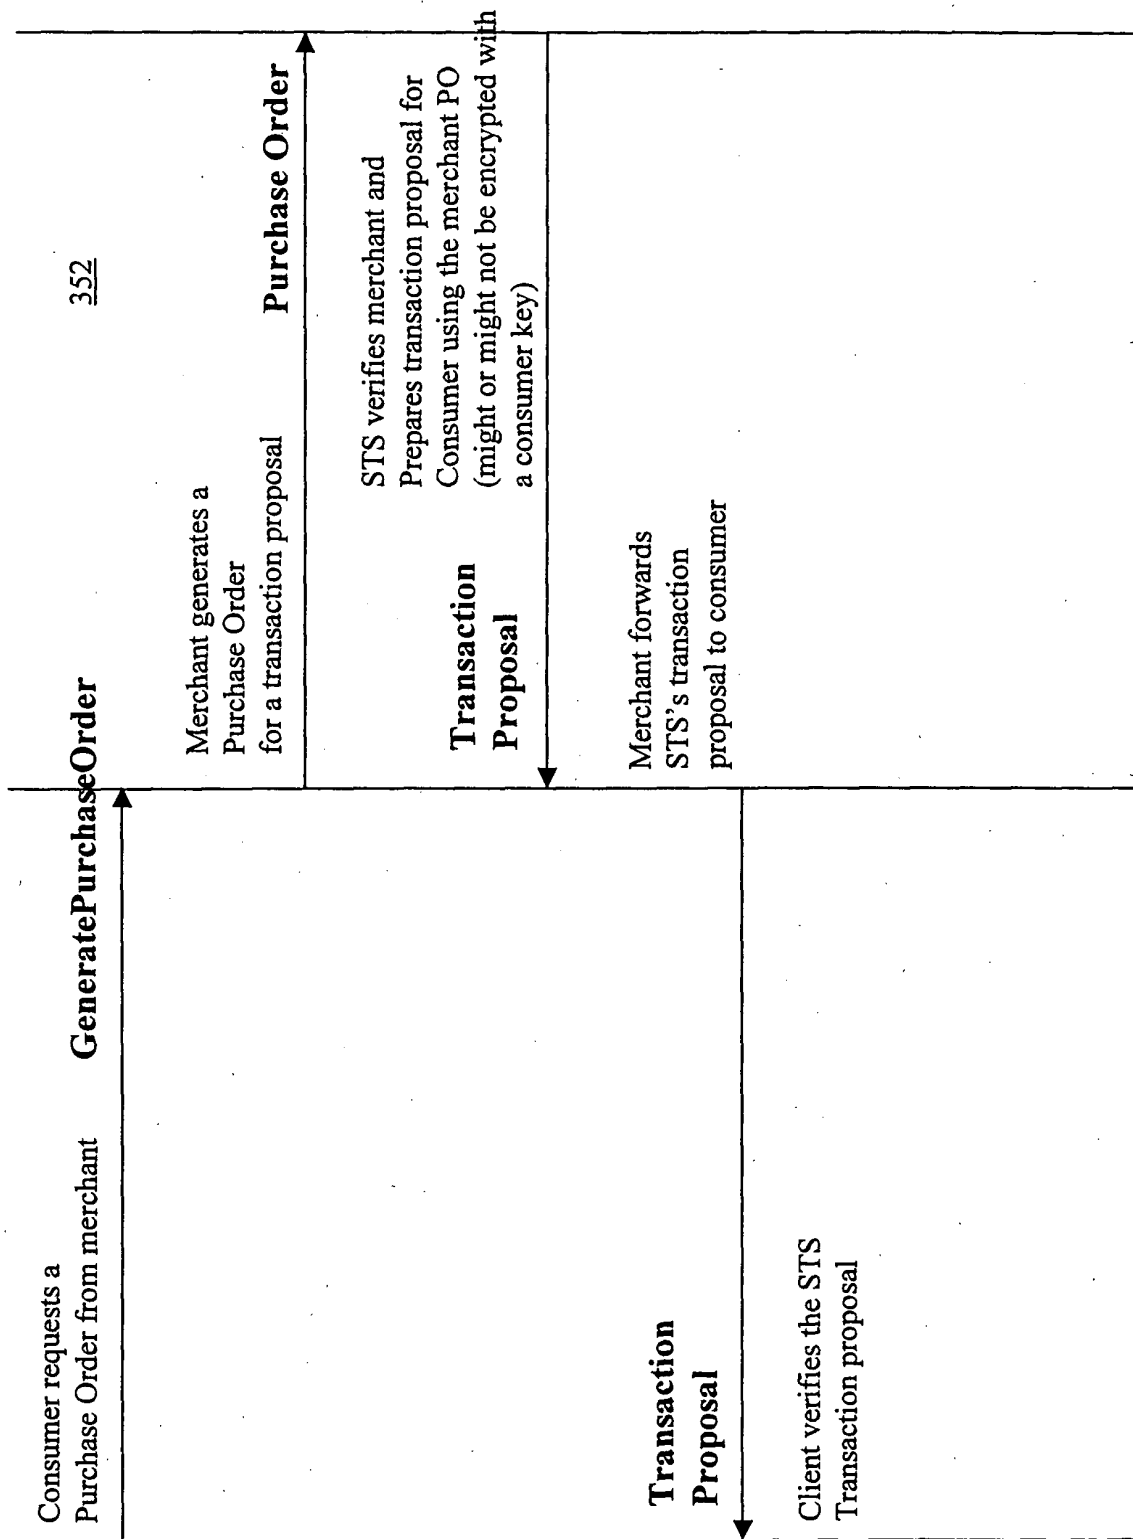 Consumer requests a
Purchase Order from merchant
GeneratePurchaseOrder
352
Merchant generates a
Purchase Order
for a transaction proposal
Purchase Order
STS verifies merchant and
Prepares transaction proposal for
Consumer using the merchant PO
(might or might not be encrypted with
a consumer key)
Transaction
Proposal
Merchant forwards
STS's transaction
proposal to consumer
Transaction
Proposal
Client verifies the STS
Transaction proposal